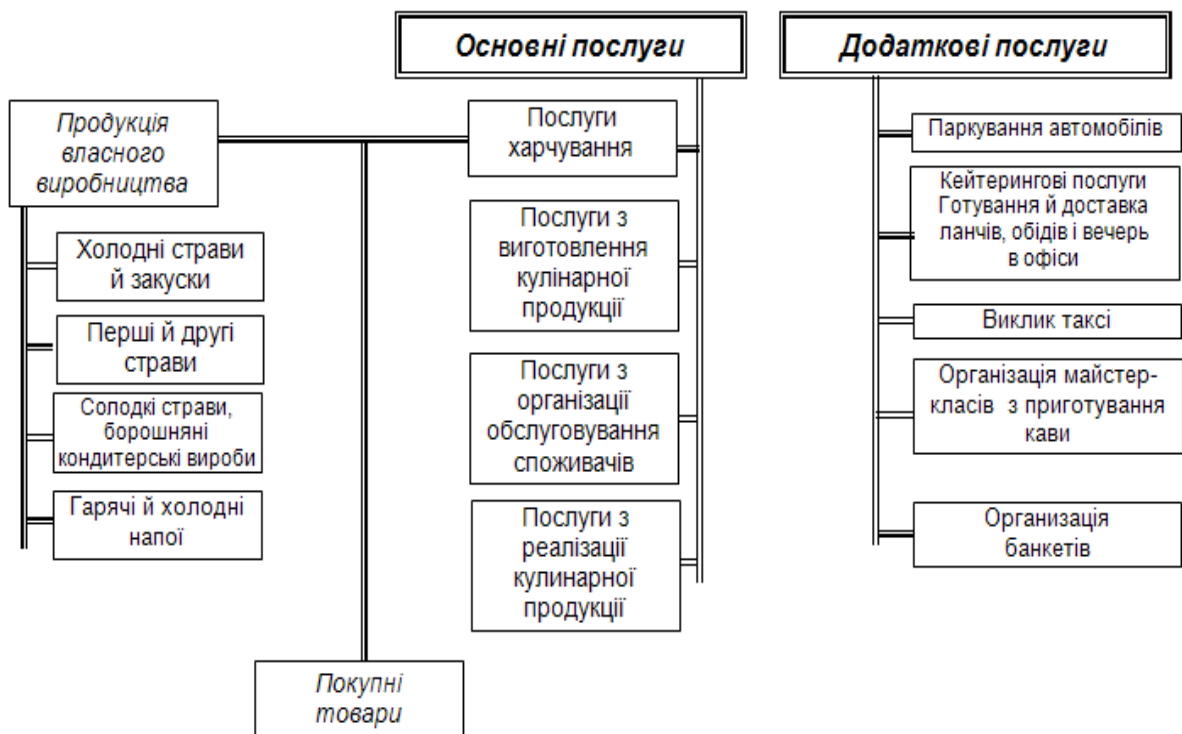 Основні послуги
Додаткові послуги
Продукція
власного
виробництва
Холодні страви
й закуски
Перші й другі
страви
Солодкі страви,
борошняні
кондитерські вироби
Гарячі й холодні
напої
Послуги
харчування
Послуги з
виготовлення
кулінарної
продукції
Послуги з
організації
обслуговування
споживачів
Послуги з
реалізації
кулинарної
продукції
Покупні
товари
Паркування автомобілів
Кейтерингові послуги
Готування й доставка
ланчів, обідів і вечерь
в офіси
Виклик таксі
Організація майстер-
класів з приготування
кави
Организація
банкетів